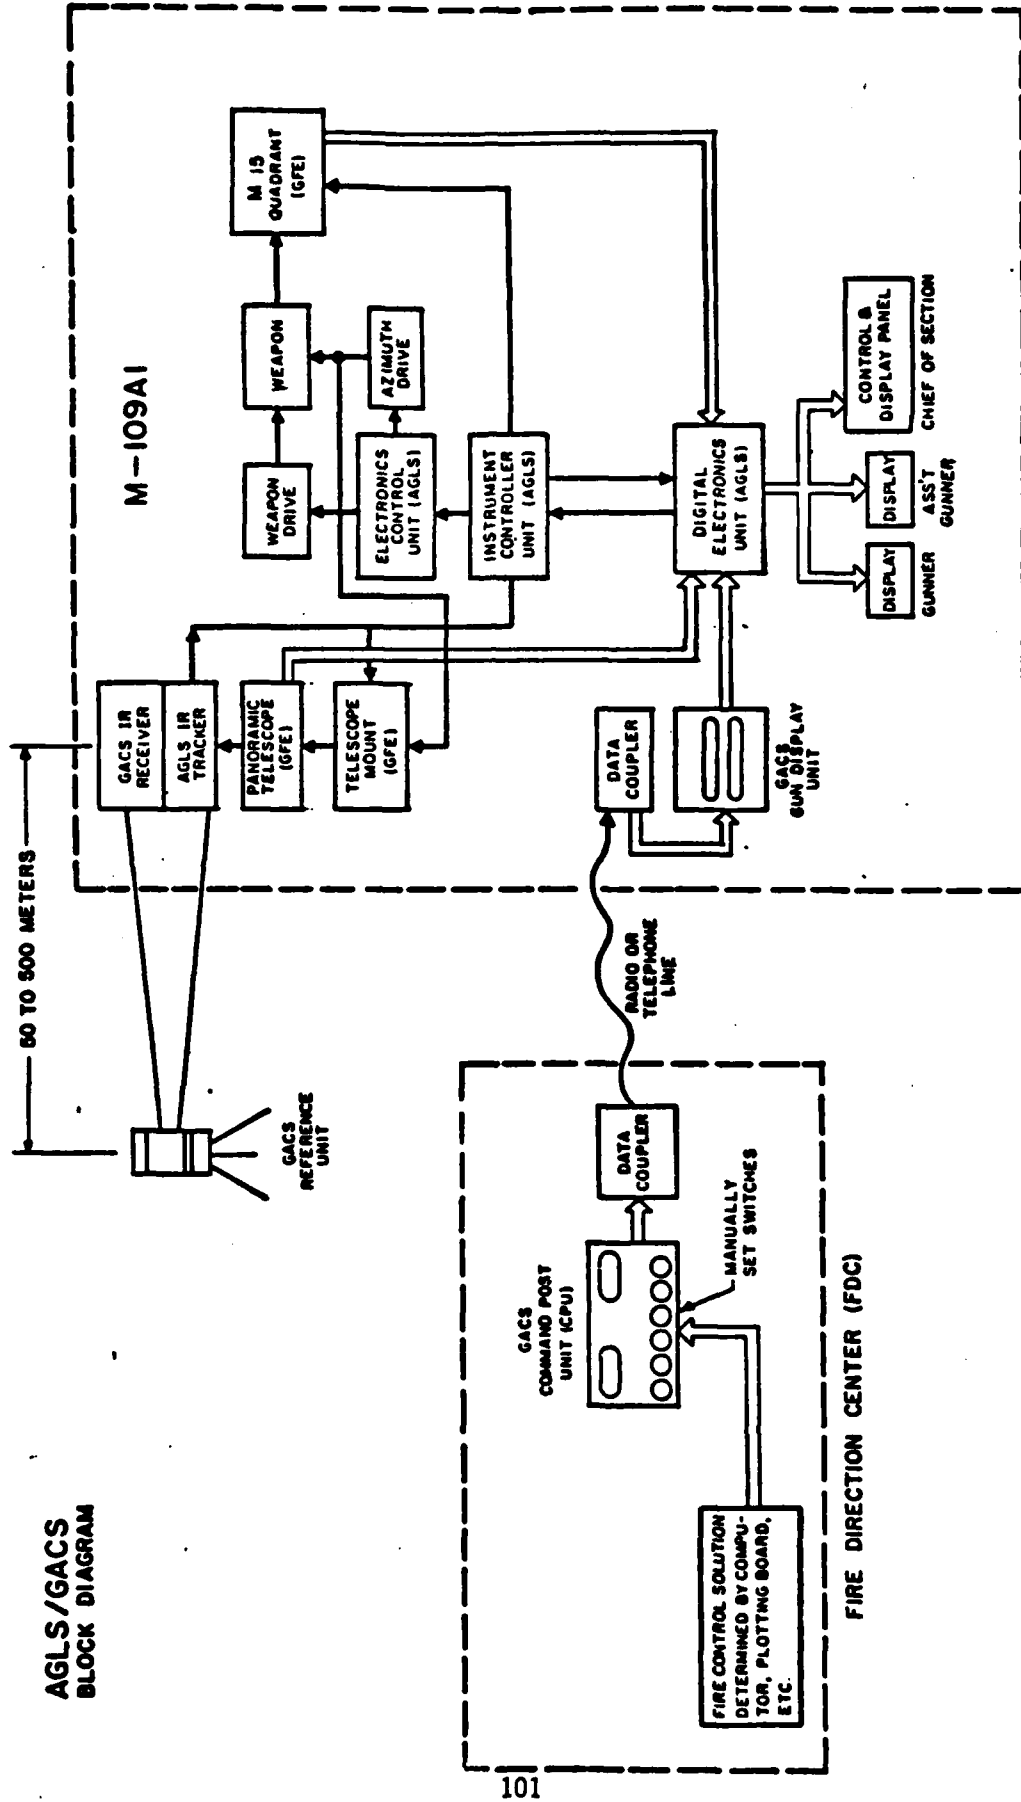 AGLS/GACS
BLOCK DIAGRAM
50 TO 500 METERS
GACS
REFERENCE
UNIT
M-109A1
GACS IR
RECEIVER
AGLS IR
TRACKER
PANORAMIC
TELESCOPE
(GFE)
TELESCOPE
MOUNT
(GFE)
WEAPON
DRIVE
WEAPON
M 15
QUADRANT
(GFE)
ELECTRONICS
CONTROL
UNIT (AGLS)
AZIMUTH
DRIVE
INSTRUMENT
CONTROLLER
UNIT (AGLS)
DIGITAL
ELECTRONICS
UNIT (AGLS)
DATA
COUPLER
GACS
GUN DISPLAY
UNIT
DISPLAY
GUNNER
DISPLAY
ASS'T
GUNNER
CONTROL &
DISPLAY PANEL
CHIEF OF SECTION
RADIO OR
TELEPHONE
LINE
GACS
COMMAND POST
UNIT (CPU)
DATA
COUPLER
MANUALLY
SET SWITCHES
FIRE CONTROL SOLUTION
DETERMINED BY COMPU-
TOR, PLOTTING BOARD,
ETC.
FIRE DIRECTION CENTER (FDC)
101